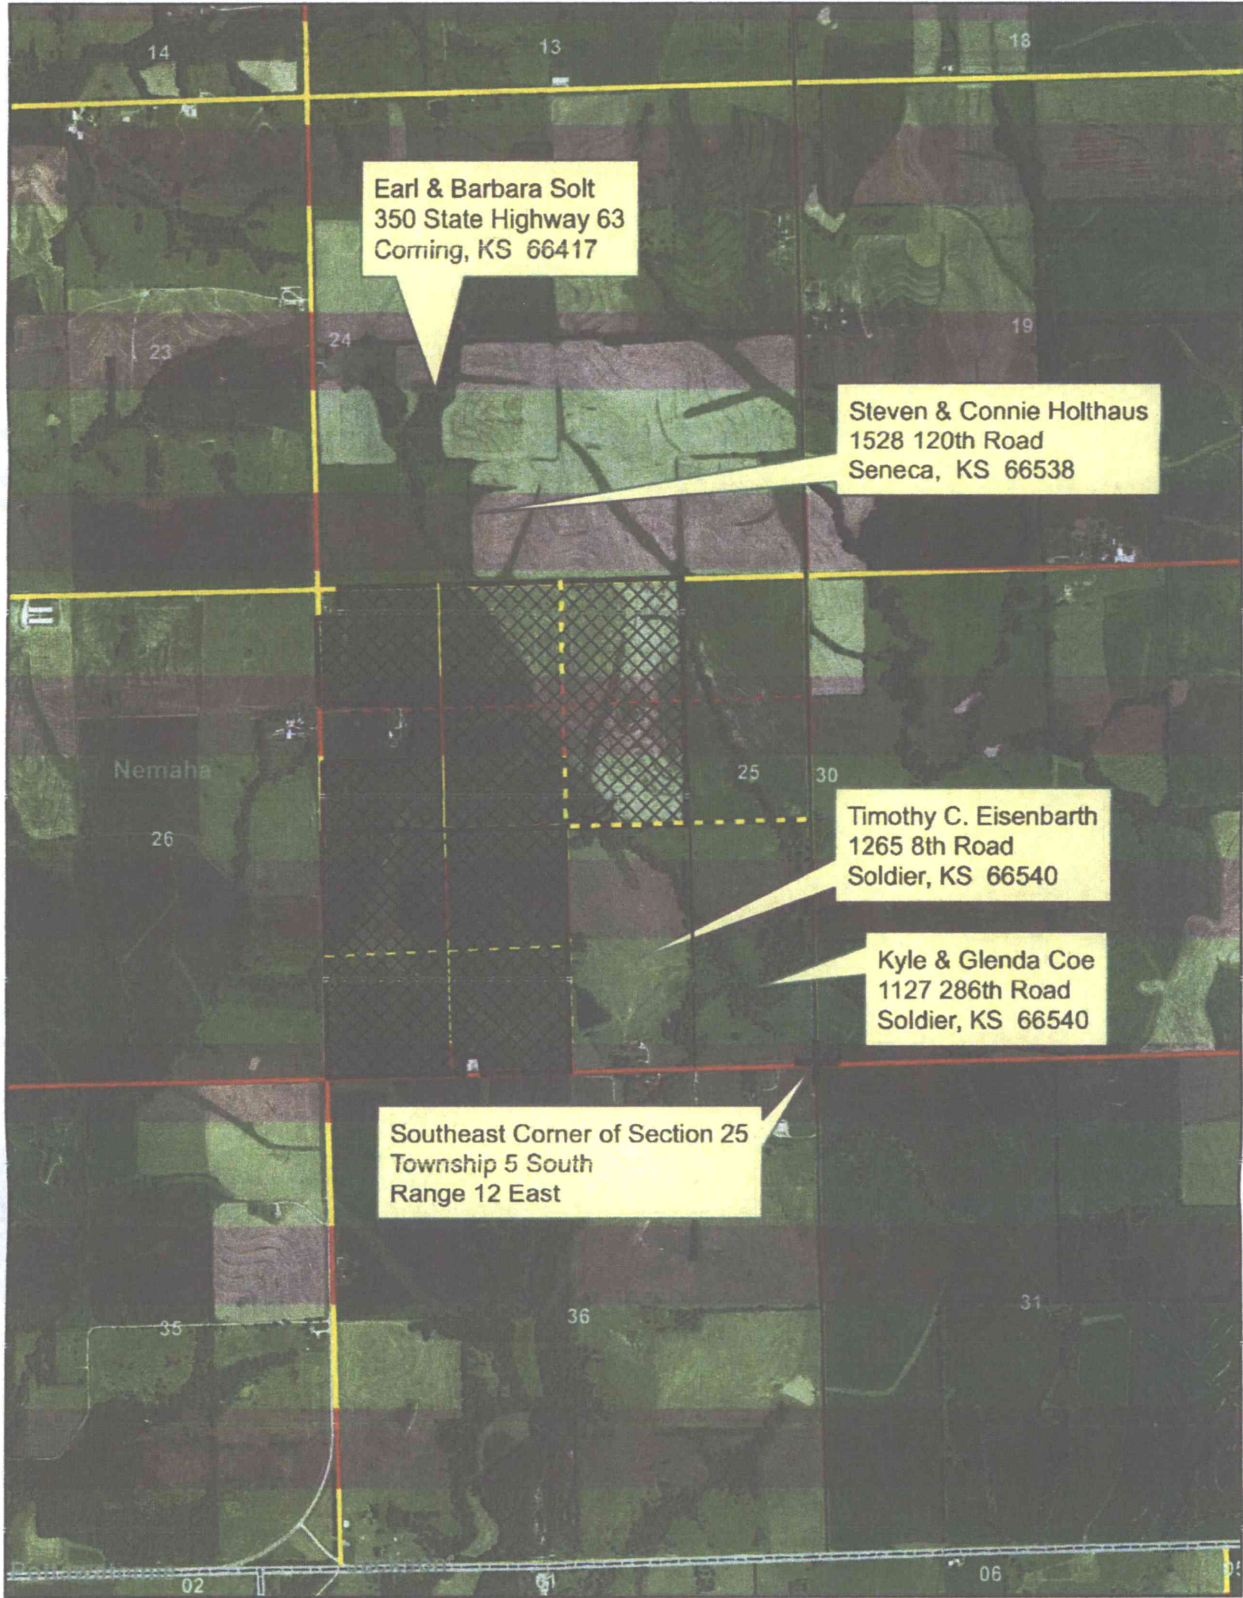 14
13
18
Earl & Barbara Solt
350 State Highway 63
Corning, KS 66417
23
24
19
Steven & Connie Holthaus
1528 120th Road
Seneca, KS 66538
Nemaha
25
30
26
Timothy C. Eisenbarth
1265 8th Road
Soldier, KS 66540
Kyle & Glenda Coe
1127 286th Road
Soldier, KS 66540
Southeast Corner of Section 25
Township 5 South
Range 12 East
35
36
31
02
01
06